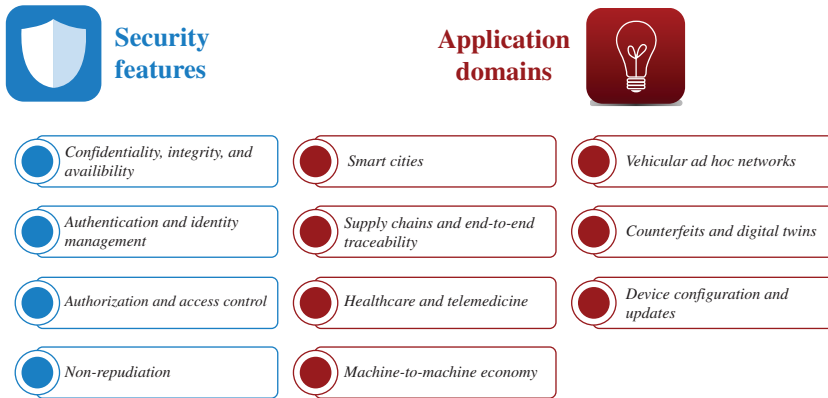 Security
features
Application
domains
Confidentiality, integrity, and
availibility
Authentication and identity
management
Authorization and access control
Non-repudiation
Smart cities
Supply chains and end-to-end
traceability
Healthcare and telemedicine
Machine-to-machine economy
Vehicular ad hoc networks
Counterfeits and digital twins
Device configuration and
updates